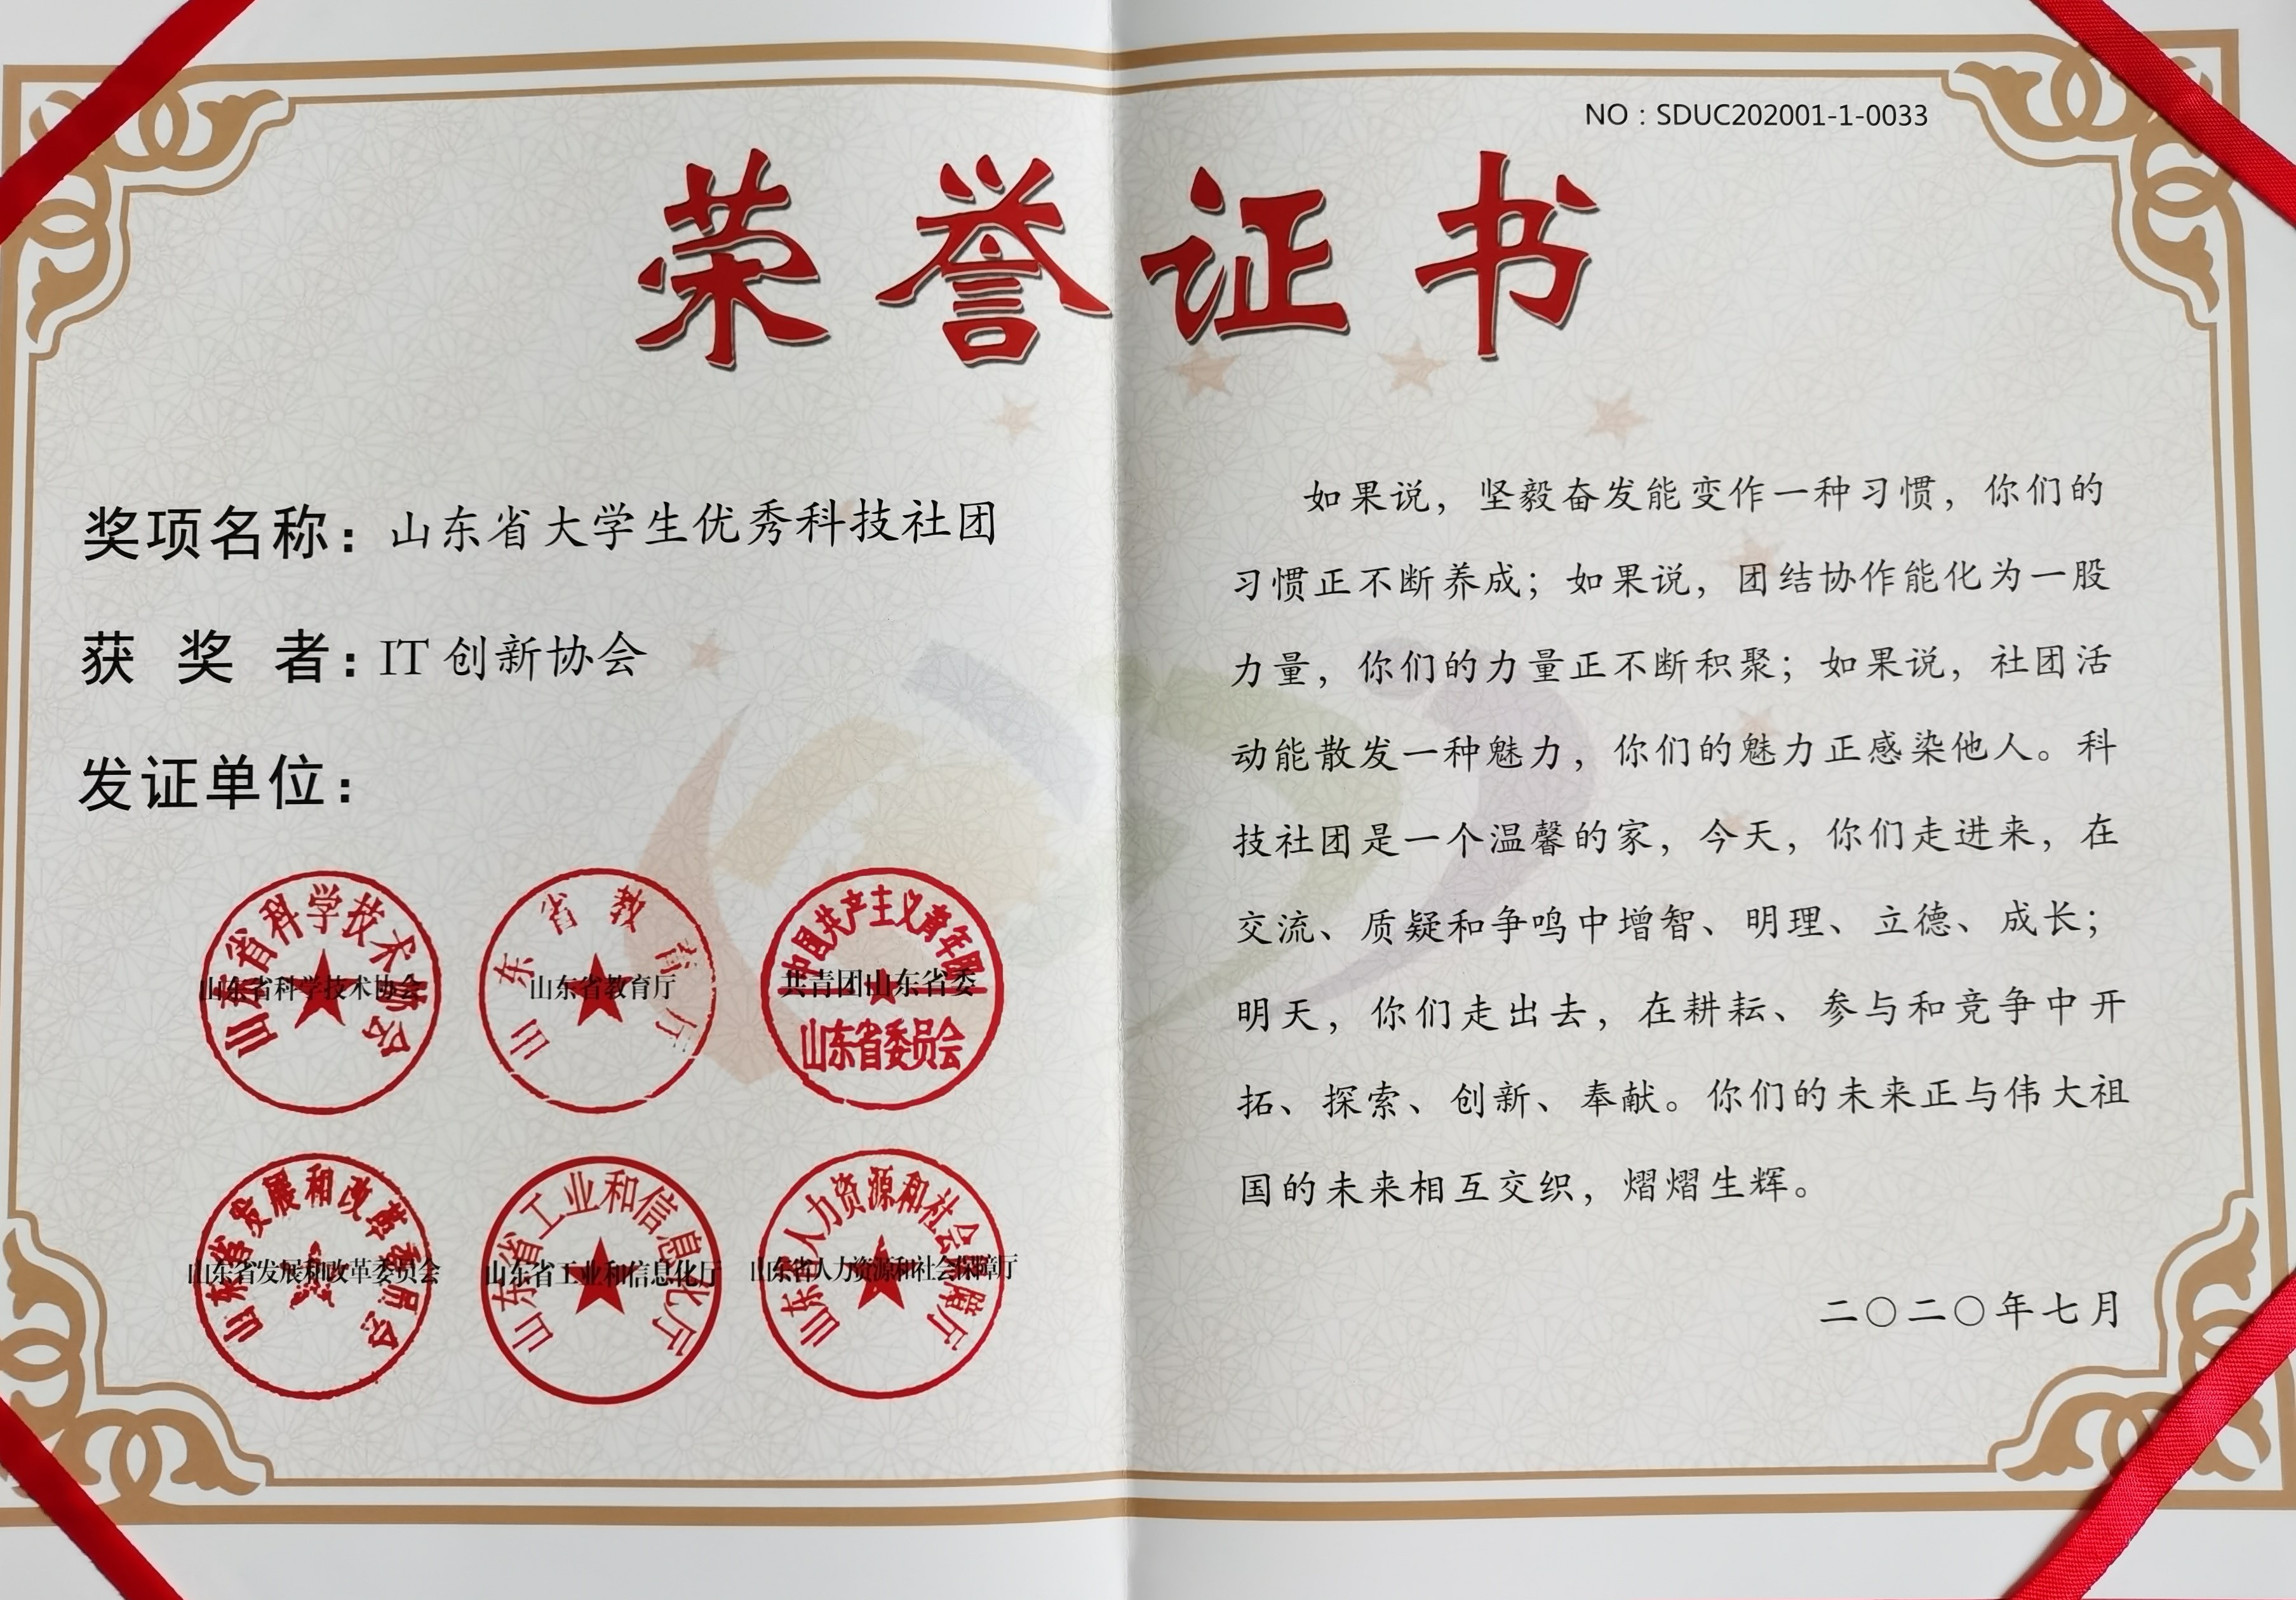 NO：SDUC202001-1-0033
荣誉证书
奖项名称：山东省大学生优秀科技社团
获奖者：IT 创新协会
发证单位：
山东省科学技术协会
山东省科学技术协会
山东省教育厅
山东省教育厅
中国共产主义青年团
共青团山东省委
山东省委员会
山东省发展和改革委员会
山东省发展和改革委员会
山东省工业和信息化厅
山东省工业和信息化厅
山东省人力资源和社会保障厅
山东省人力资源和社会保障厅
如果说，坚毅奋发能变作一种习惯，你们的
习惯正不断养成；如果说，团结协作能化为一股
力量，你们的力量正不断积聚；如果说，社团活
动能散发一种魅力，你们的魅力正感染他人。科
技社团是一个温馨的家，今天，你们走进来，在
交流、质疑和争鸣中增智、明理、立德、成长；
明天，你们走出去，在耕耘、参与和竞争中开
拓、探索、创新、奉献。你们的未来正与伟大祖
国的未来相互交织，熠熠生辉。
二〇二〇年七月